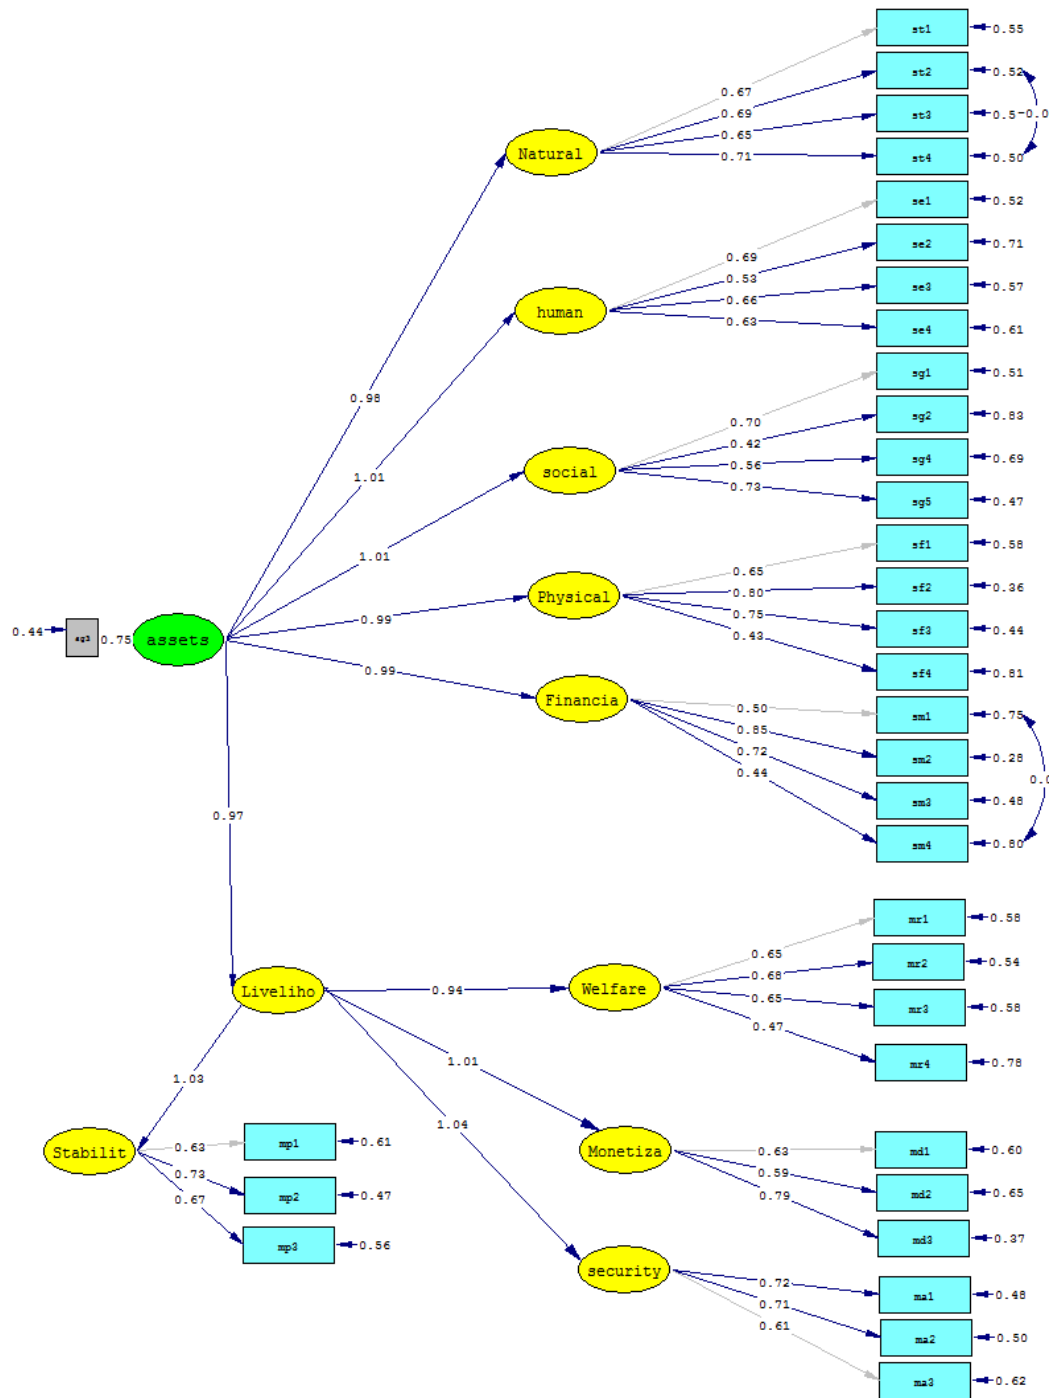 st1 0.55
0.67 st2 0.52
0.69 st3 0.5 0.0
0.65
Natural 0.71 st4 0.50
se1 0.52
se2 0.71
0.69
0.53 se3 0.57
0.66
human 0.63 se4 0.61
sg1 0.51
0.98
sg2 0.83
0.70
0.42 sg4 0.69
0.56
social 0.73 sg5 0.47
1.01
sf1 0.58
1.01
0.65 sf2 0.36
0.80
Physical 0.75 sf3 0.44
0.43
0.99
0.44 sg3 0.75 assets sf4 0.81
0.99
Financia 0.50 sm1 0.75
0.85
0.72 sm2 0.28
0.44 0.0
sm3 0.48
0.97
sm4 0.80
mr1 0.58
0.65 mr2 0.54
0.68
Liveliho 0.94 Welfare 0.65 mr3 0.58
0.47
mr4 0.78
1.01
1.03
1.04
Stabilit 0.63 mp1 0.61 Monetiza 0.63 md1 0.60
0.73 0.59
0.67 mp2 0.47 0.79 md2 0.65
mp3 0.56 md3 0.37
security 0.72 ma1 0.48
0.71
0.61 ma2 0.50
ma3 0.62